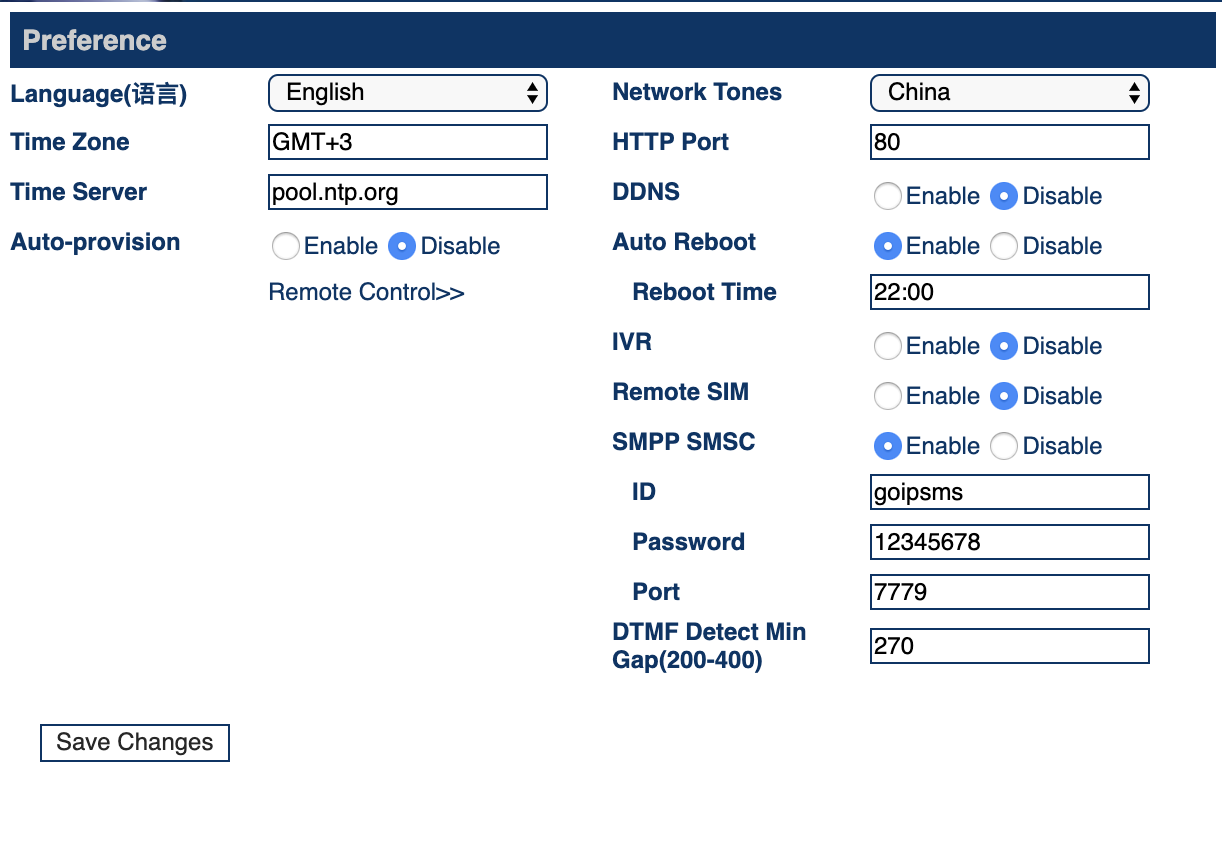 Preference
Language(语言) English Network Tones China
Time Zone GMT+3 HTTP Port 80
Time Server pool.ntp.org DDNS Enable Disable
Auto-provision Enable Disable Auto Reboot Enable Disable
Remote Control>> Reboot Time 22:00
IVR Enable Disable
Remote SIM Enable Disable
SMPP SMSC Enable Disable
ID goipsms
Password 12345678
Port 7779
DTMF Detect Min
Gap(200-400) 270
Save Changes